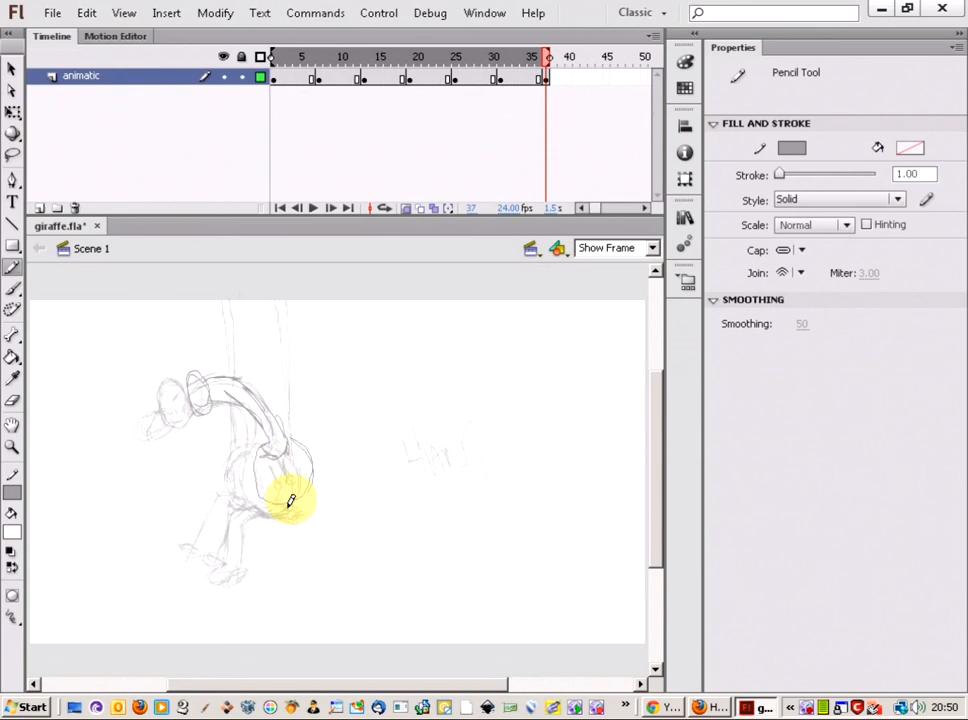 Fl File Edit View Insert Modify Text Commands Control Debug Window Help Classic
Timeline Motion Editor
5 10 15 20 25 30 35 40 45 50
animatic
37 24.00 fps 1.5 s
giraffe.fla* ×
Scene 1 Show Frame
Properties
Pencil Tool
FILL AND STROKE
Stroke: 1.00
Style: Solid
Scale: Normal Hinting
Cap:
Join: Miter: 3.00
SMOOTHING
Smoothing: 50
Start Y... H... g... 20:50